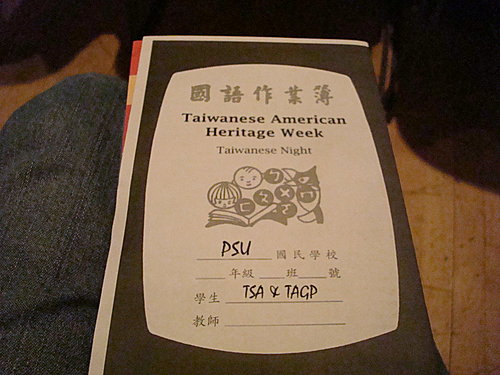 國語作業簿
Taiwanese American
Heritage Week
Taiwanese Night
PSU 國民學校
年級 班 號
學生 TSA & TAGP
教師